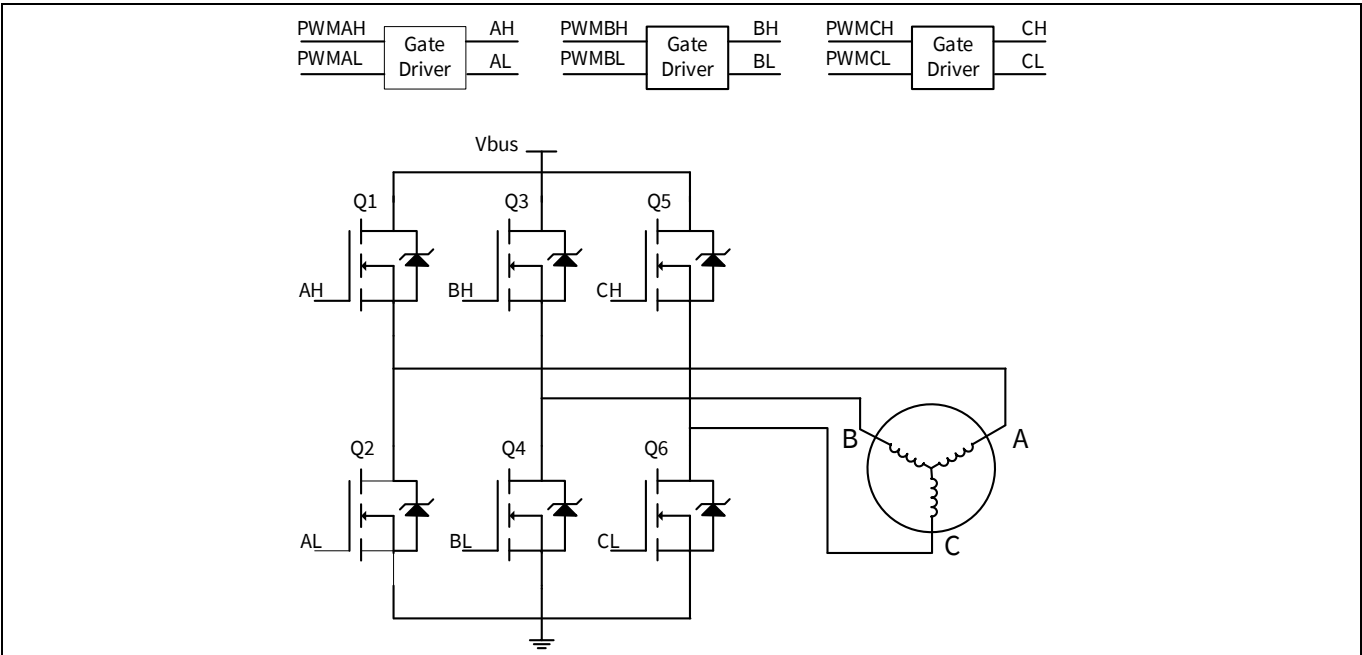 PWMAH AH PWMBH BH PWMCH CH
Gate Gate Gate
PWMAL AL PWMBL BL PWMCL CL
Driver Driver Driver
Vbus
Q1 Q3 Q5
AH BH CH
B A
Q2 Q4 Q6
AL BL CL
C